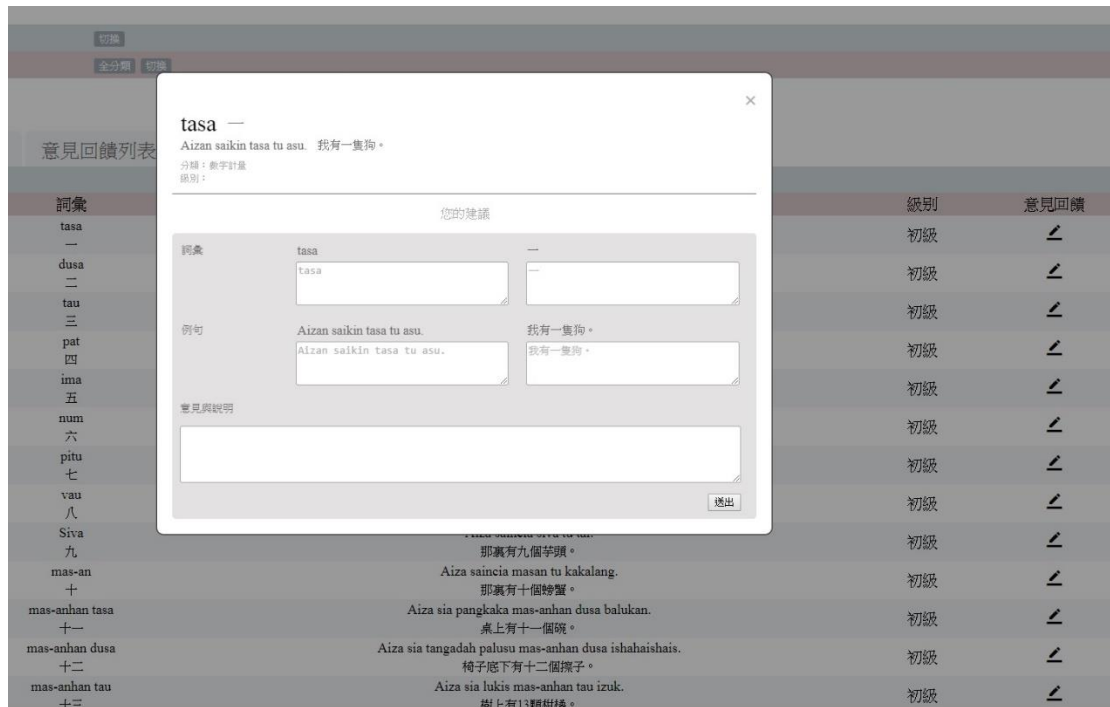 切換
全分類 切換
意見回饋列表
×
tasa 一
Aizan saikin tasa tu asu. 我有一隻狗。
分類：數字計量
級別：
您的建議
詞彙 tasa 一
tasa 一
例句 Aizan saikin tasa tu asu. 我有一隻狗。
Aizan saikin tasa tu asu. 我有一隻狗。
意見與說明
送出
詞彙 級別 意見回饋
tasa
一 初級
dusa
二 初級
tau
三 初級
pat
四 初級
ima
五 初級
num
六 初級
pitu
七 初級
vau
八 初級
Siva
九 那裏有九個芋頭。 初級
mas-an Aiza saincia masan tu kakalang.
十 那裏有十個螃蟹。 初級
mas-anhan tasa Aiza sia pangkaka mas-anhan dusa balukan.
十一 桌上有十一個碗。 初級
mas-anhan dusa Aiza sia tangadah palusu mas-anhan dusa ishahaishais.
十二 椅子底下有十二個擦子。 初級
mas-anhan tau Aiza sia lukis mas-anhan tau izuk.
十三 樹上有13顆柑橘。 初級